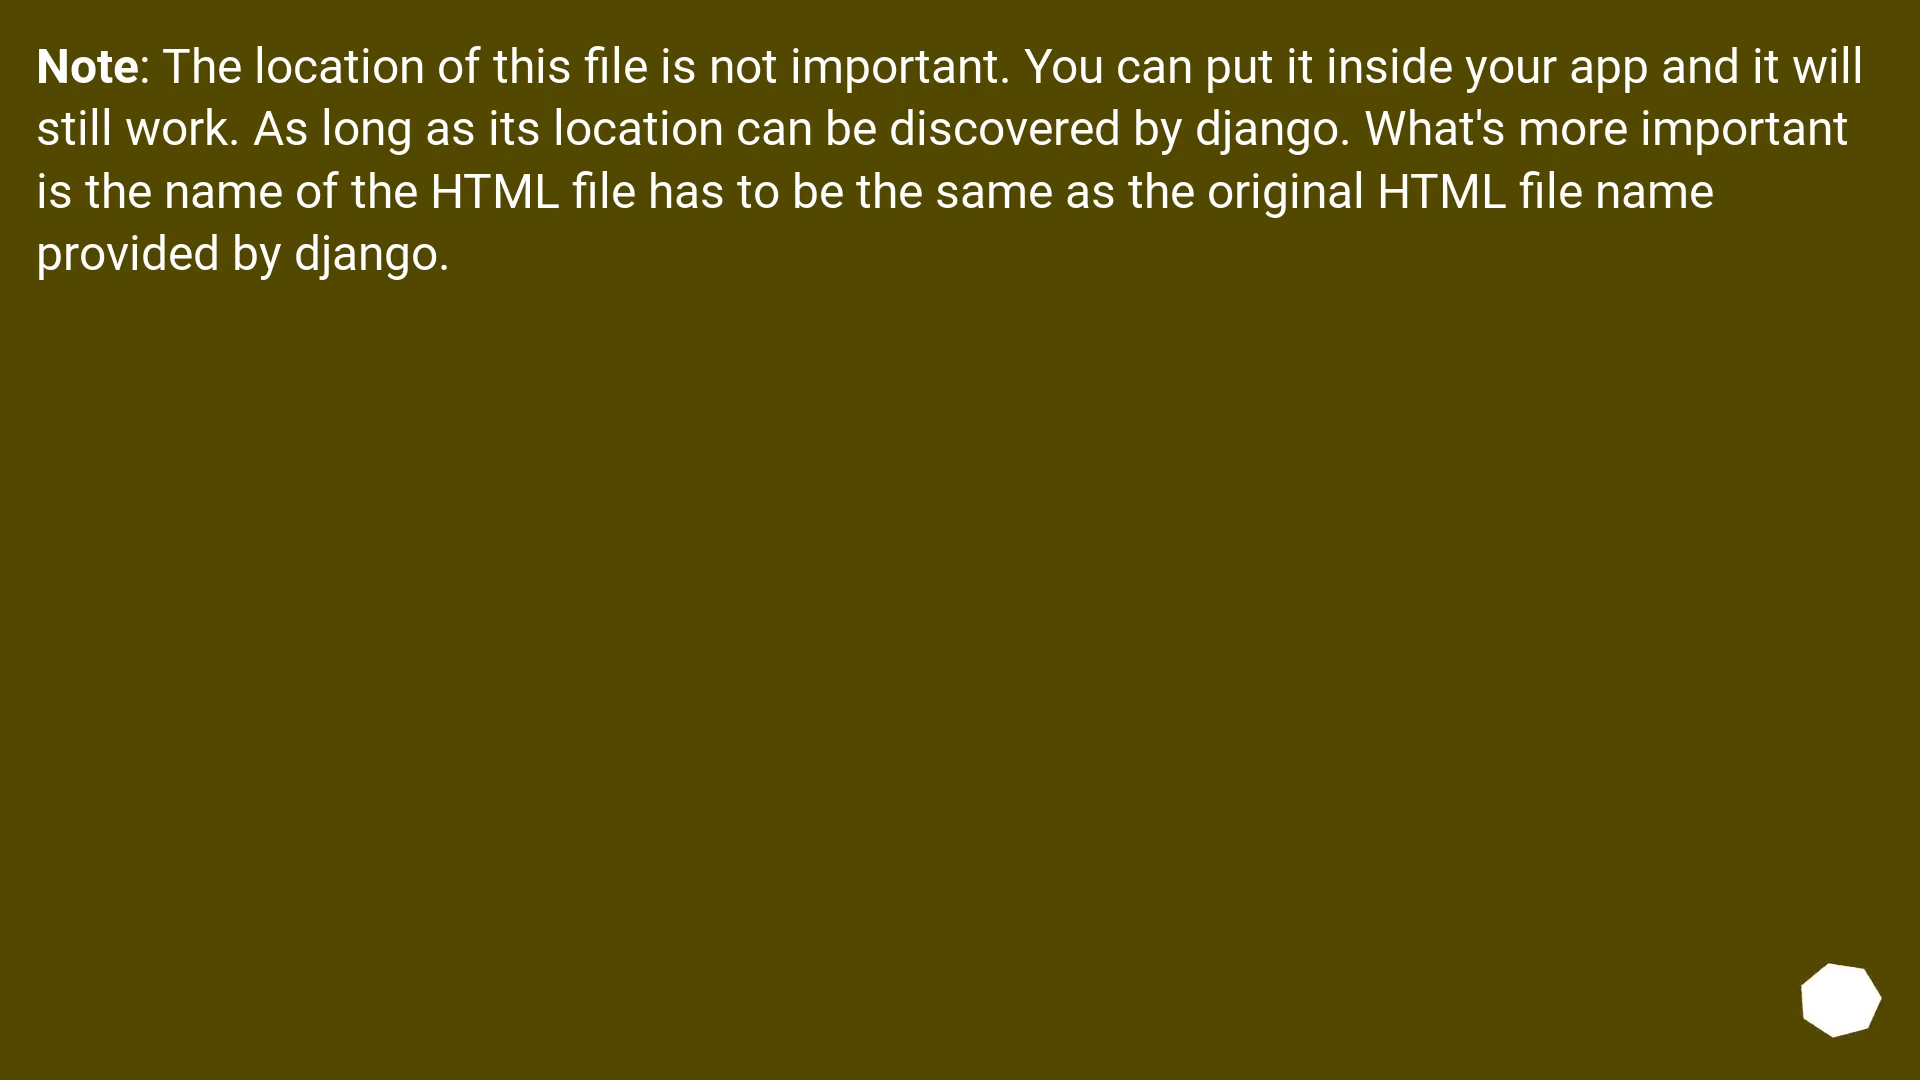 Note: The location of this file is not important. You can put it inside your app and it will
still work. As long as its location can be discovered by django. What's more important
is the name of the HTML file has to be the same as the original HTML file name
provided by django.